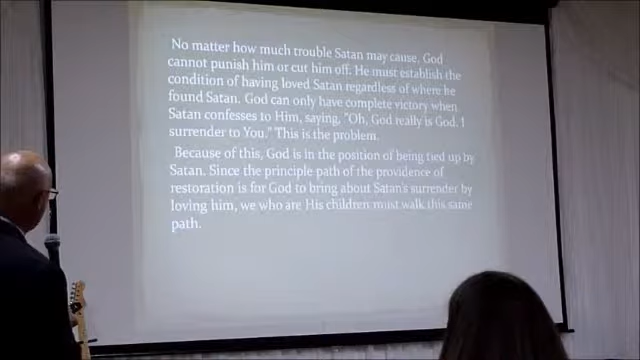 No matter how much trouble Satan may cause, God
cannot punish him or cut him off. He must establish the
condition of having loved Satan regardless of where he
found Satan. God can only have complete victory when
Satan confesses to Him, saying, "Oh, God really is God. I
surrender to You." This is the problem.
Because of this, God is in the position of being tied up by
Satan. Since the principle path of the providence of
restoration is for God to bring about Satan's surrender by
loving him, we who are His children must walk this same
path.